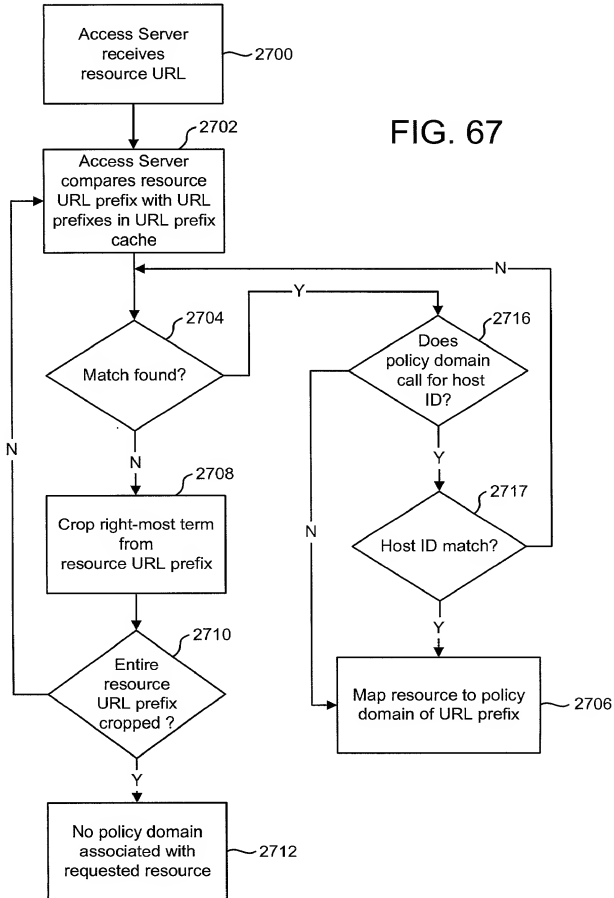 Access Server
receives
resource URL
2700
FIG. 67
2702
Access Server
compares resource
URL prefix with URL
prefixes in URL prefix
cache
N
Y
2704
Match found?
2716
Does
policy domain
call for host
ID?
N
N
Y
2708
Crop right-most term
from
resource URL prefix
2717
Host ID match?
N
Y
2710
Entire
resource
URL prefix
cropped ?
Map resource to policy
domain of URL prefix
2706
Y
No policy domain
associated with
requested resource
2712